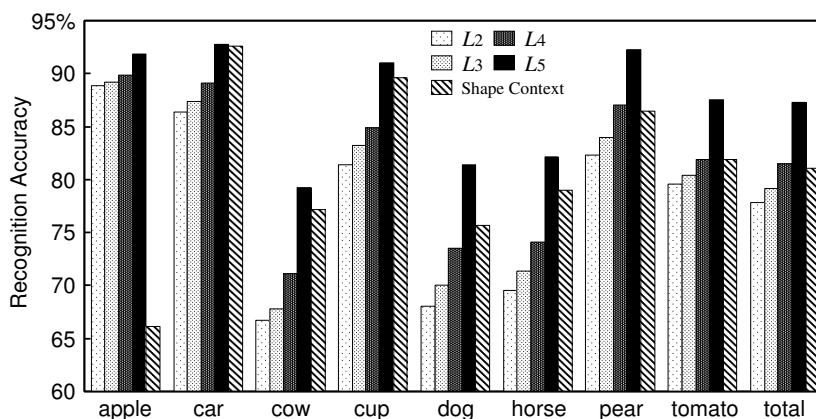 95%
90
85
80
75
70
65
60
Recognition Accuracy
L2 L4
L3 L5
Shape Context
apple car cow cup dog horse pear tomato total